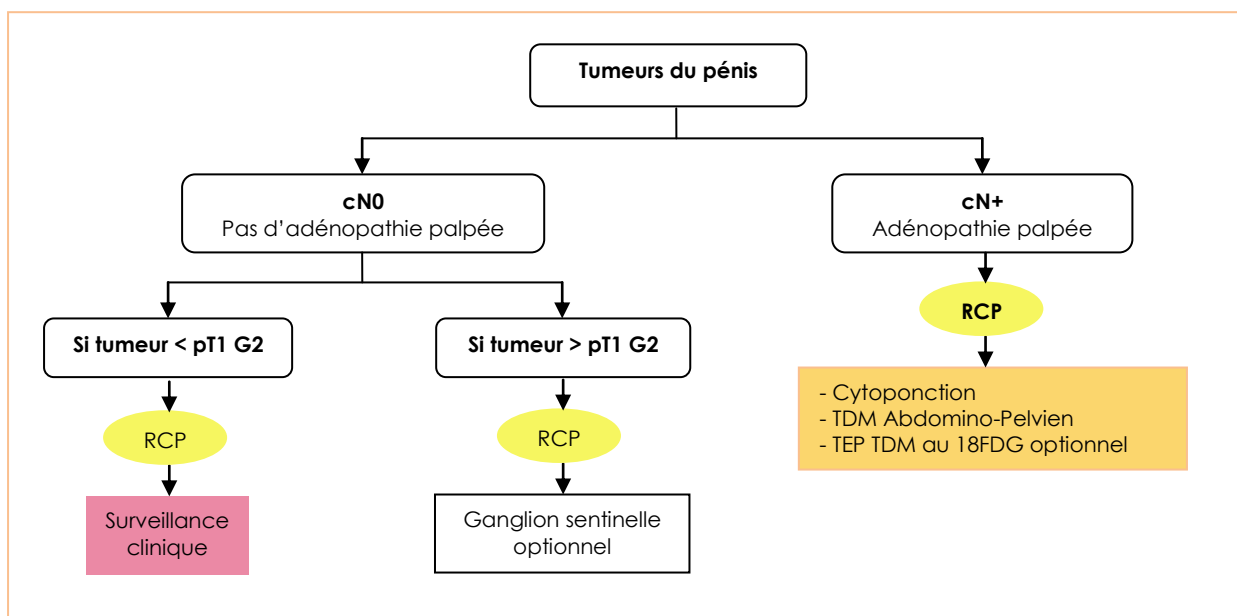 Tumeurs du pénis
cN0
Pas d’adénopathie palpée
cN+
Adénopathie palpée
Si tumeur < pT1 G2
Si tumeur > pT1 G2
RCP
RCP
RCP
- Cytoponction
- TDM Abdomino-Pelvien
- TEP TDM au 18FDG optionnel
Surveillance
clinique
Ganglion sentinelle
optionnel